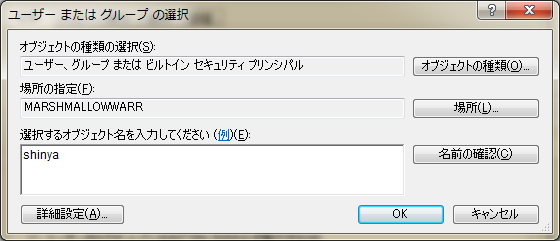 ユーザー または グループ の選択
オブジェクトの種類の選択(S):
ユーザー、グループ または ビルトイン セキュリティ プリンシパル
オブジェクトの種類(O)...
場所の指定(F):
MARSHMALLOWWARR
場所(L)...
選択するオブジェクト名を入力してください (例)(E):
shinya
名前の確認(C)
詳細設定(A)...
OK
キャンセル